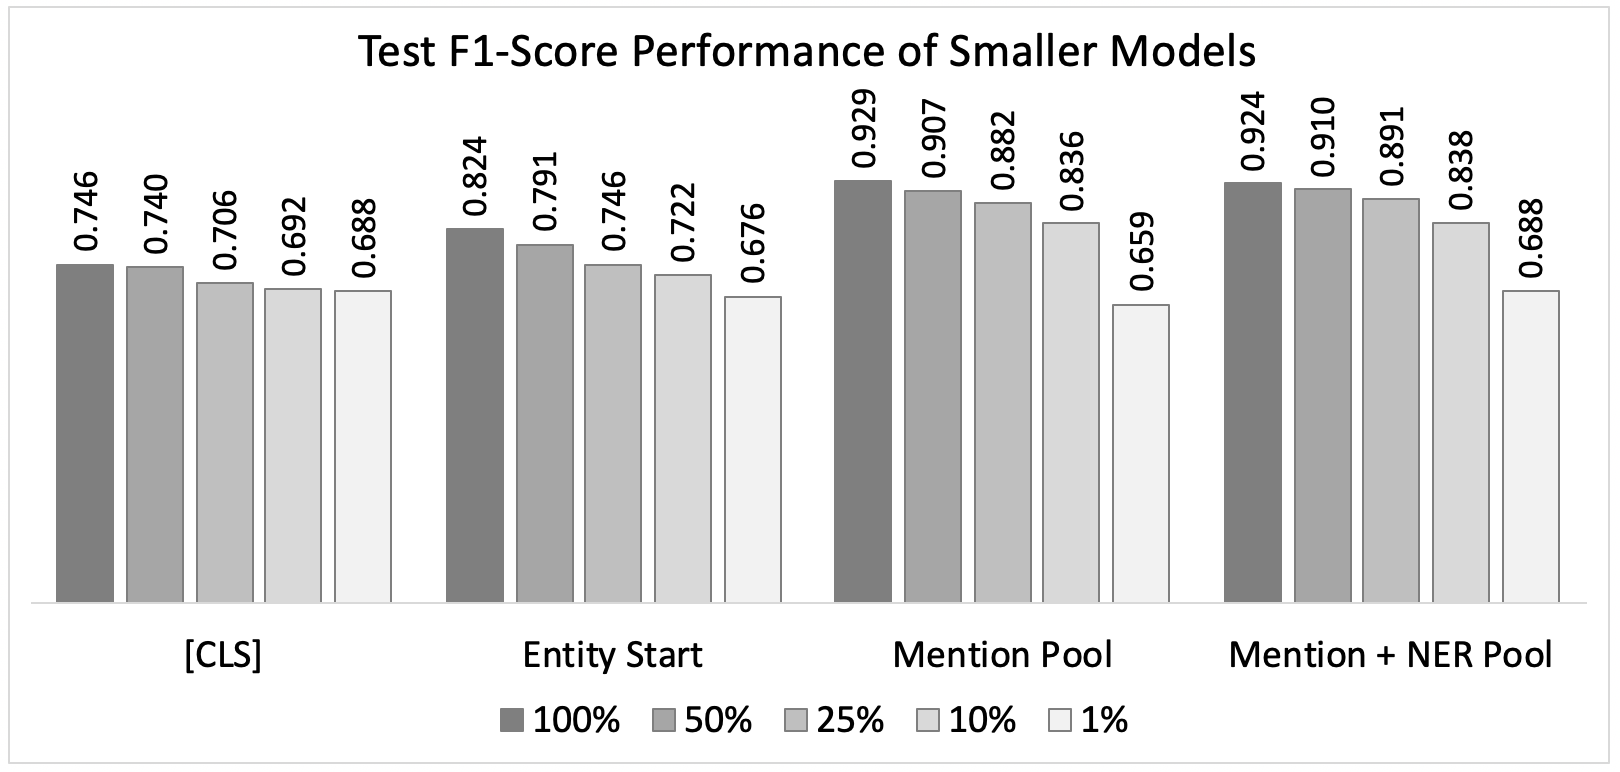 Test F1-Score Performance of Smaller Models
0.746 0.740 0.706 0.692 0.688
0.824 0.791 0.746 0.722 0.676
0.929 0.907 0.882 0.836 0.659
0.924 0.910 0.891 0.838 0.688
[CLS] Entity Start Mention Pool Mention + NER Pool
100% 50% 25% 10% 1%